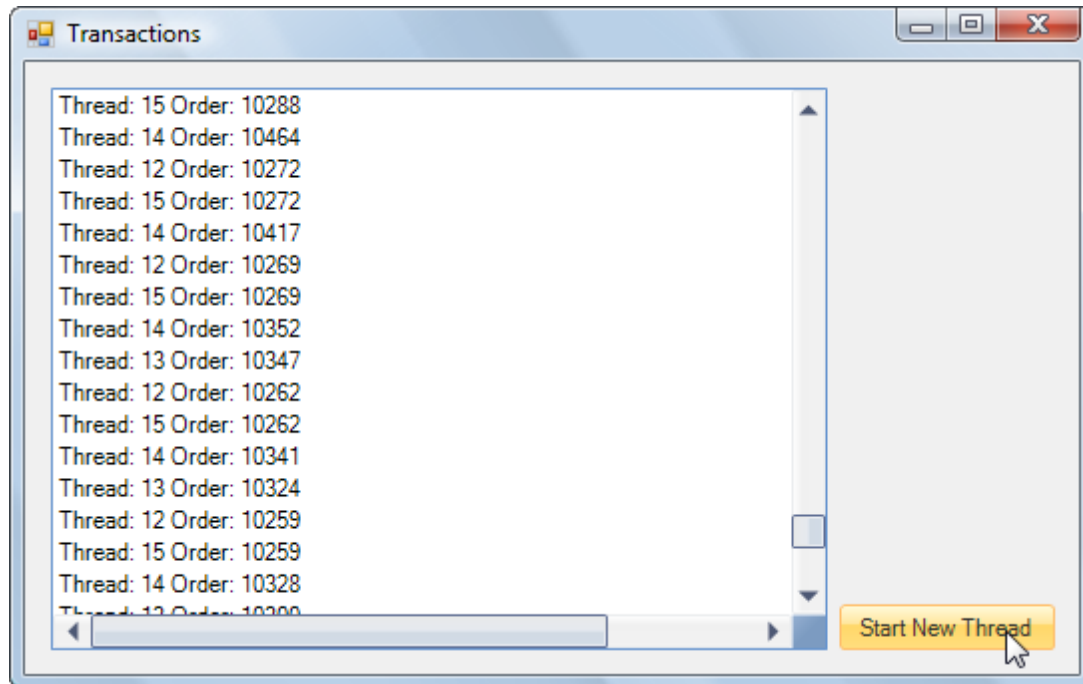 Transactions
Thread: 15 Order: 10288
Thread: 14 Order: 10464
Thread: 12 Order: 10272
Thread: 15 Order: 10272
Thread: 14 Order: 10417
Thread: 12 Order: 10269
Thread: 15 Order: 10269
Thread: 14 Order: 10352
Thread: 13 Order: 10347
Thread: 12 Order: 10262
Thread: 15 Order: 10262
Thread: 14 Order: 10341
Thread: 13 Order: 10324
Thread: 12 Order: 10259
Thread: 15 Order: 10259
Thread: 14 Order: 10328
Start New Thread